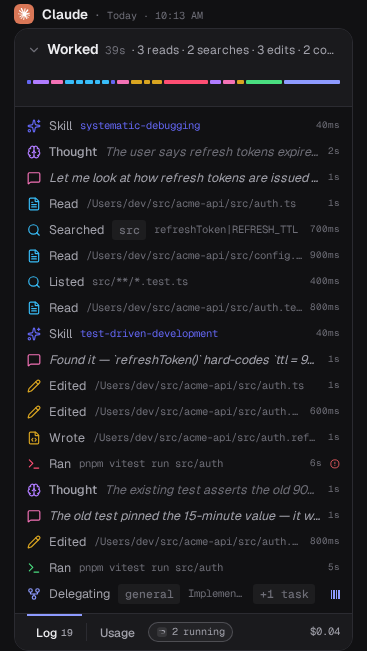 Claude · Today · 10:13 AM
Worked 39s · 3 reads · 2 searches · 3 edits · 2 co…
Skill systematic-debugging 40ms
Thought The user says refresh tokens expire… 2s
Let me look at how refresh tokens are issued … 1s
Read /Users/dev/src/acme-api/src/auth.ts 1s
Searched src refreshToken|REFRESH_TTL 700ms
Read /Users/dev/src/acme-api/src/config.… 900ms
Listed src/**/*.test.ts 400ms
Read /Users/dev/src/acme-api/src/auth.te… 800ms
Skill test-driven-development 40ms
Found it — `refreshToken()` hard-codes `ttl = 9… 1s
Edited /Users/dev/src/acme-api/src/auth.ts 1s
Edited /Users/dev/src/acme-api/src/auth.… 600ms
Wrote /Users/dev/src/acme-api/src/auth.ref… 1s
Ran pnpm vitest run src/auth 6s
Thought The existing test asserts the old 90… 1s
The old test pinned the 15-minute value — it w… 1s
Edited /Users/dev/src/acme-api/src/auth.… 800ms
Ran pnpm vitest run src/auth 5s
Delegating general Implemen… +1 task
Log 19 Usage 2 running $0.04